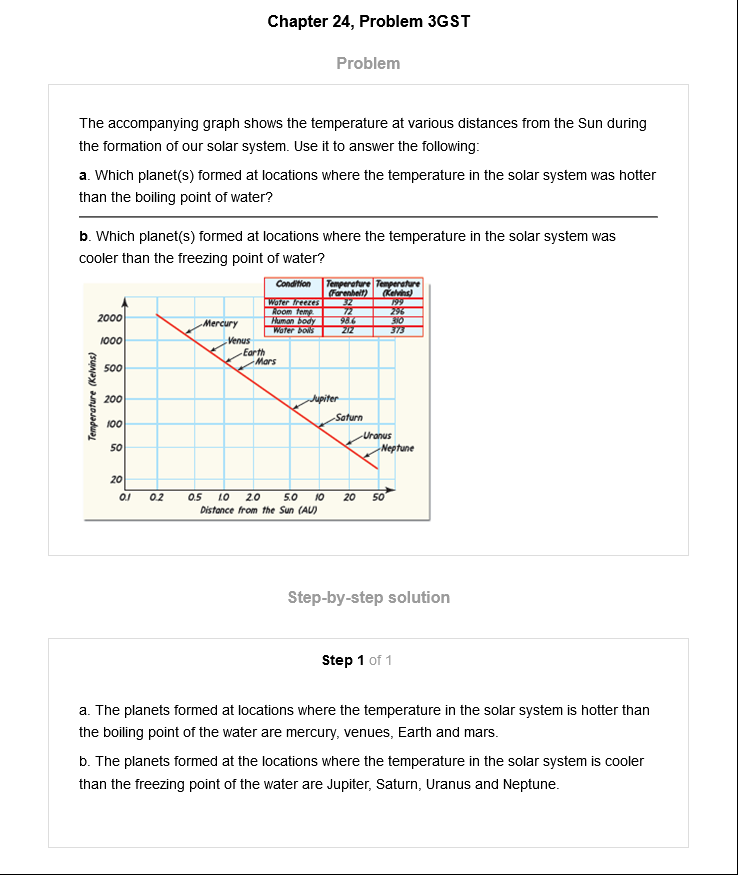 Chapter 24, Problem 3GST
Problem
The accompanying graph shows the temperature at various distances from the Sun during
the formation of our solar system. Use it to answer the following:
a. Which planet(s) formed at locations where the temperature in the solar system was hotter
than the boiling point of water?
b. Which planet(s) formed at locations where the temperature in the solar system was
cooler than the freezing point of water?
Condition Temperature Temperature
(Farenheit) (Kelvins)
Water freezes 32 199
Room temp. 72 296
Human body 98.6 310
Water boils 212 373
Temperature (Kelvins)
2000
1000
500
200
100
50
20
Mercury
Venus
Earth
Mars
Jupiter
Saturn
Uranus
Neptune
0.1 0.2 0.5 1.0 2.0 5.0 10 20 50
Distance from the Sun (AU)
Step-by-step solution
Step 1 of 1
a. The planets formed at locations where the temperature in the solar system is hotter than
the boiling point of the water are mercury, venues, Earth and mars.
b. The planets formed at the locations where the temperature in the solar system is cooler
than the freezing point of the water are Jupiter, Saturn, Uranus and Neptune.